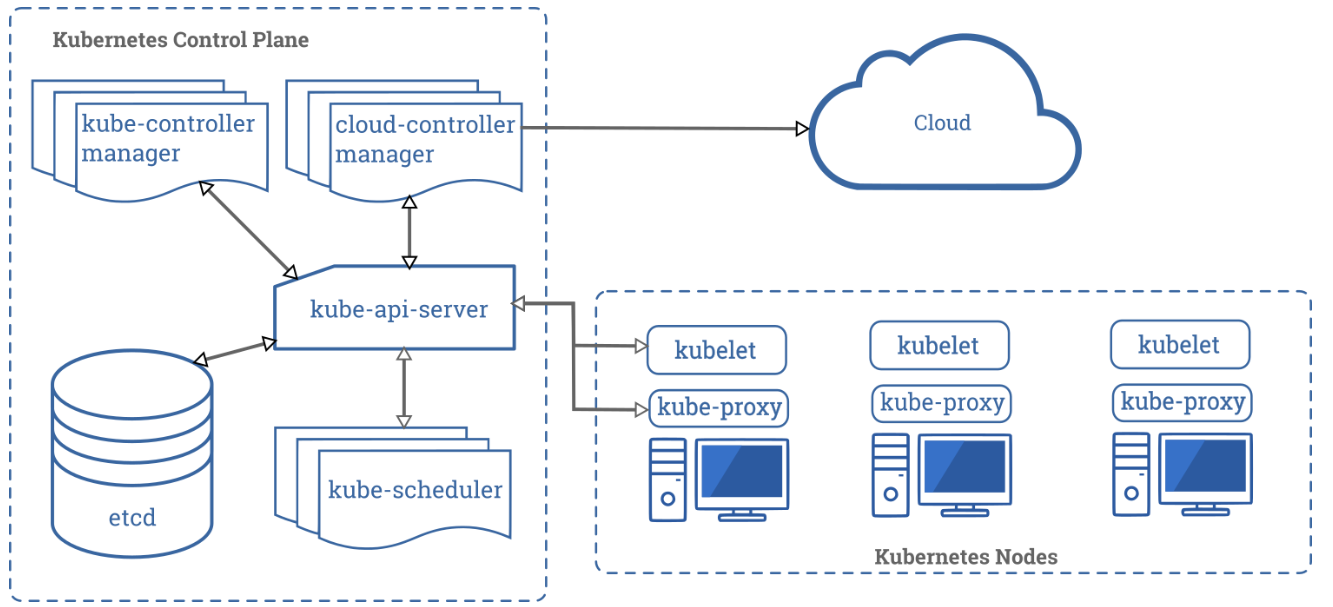 Kubernetes Control Plane
kube-controller
manager
cloud-controller
manager
Cloud
kube-api-server
kubelet
kubelet
kubelet
kube-proxy
kube-proxy
kube-proxy
etcd
kube-scheduler
Kubernetes Nodes